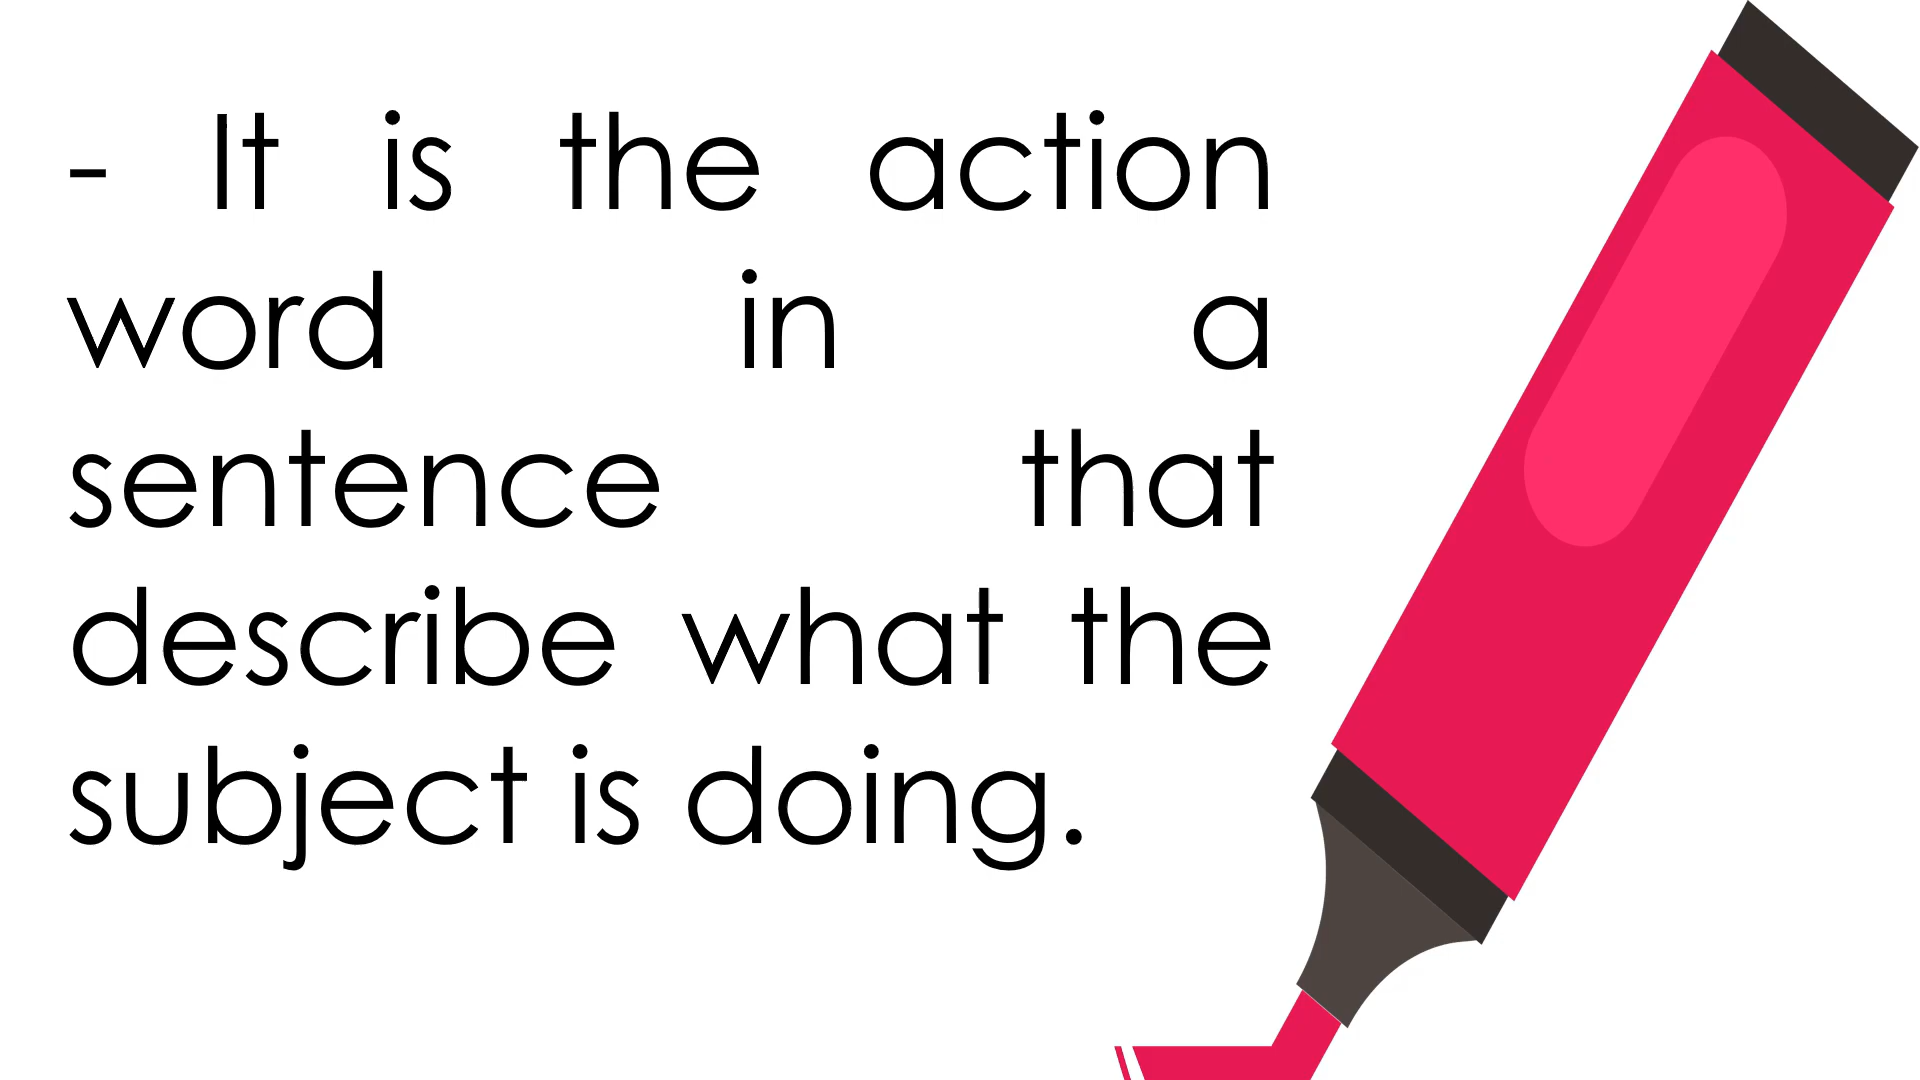 - It is the action
word in a
sentence that
describe what the
subject is doing.